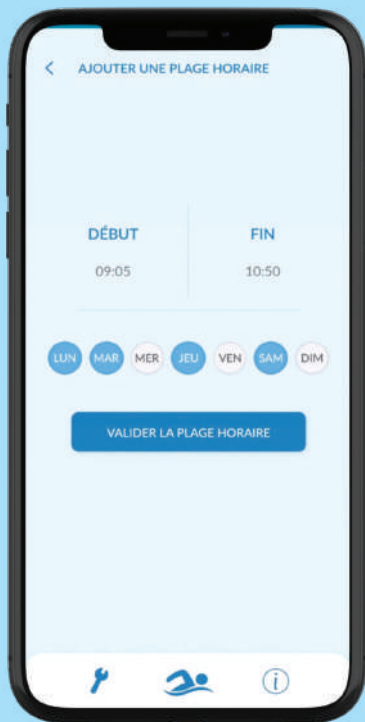 AJOUTER UNE PLAGE HORAIRE
DÉBUT FIN
09:05 10:50
LUN MAR MER JEU VEN SAM DIM
VALIDER LA PLAGE HORAIRE
i